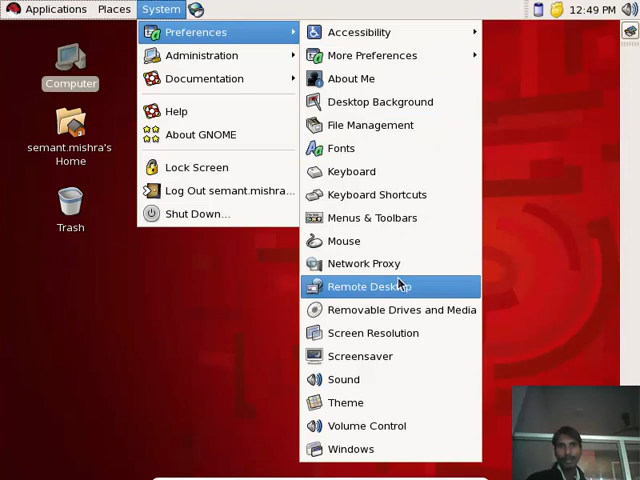 Applications Places System
12:49 PM
Computer
semant.mishra's
Home
Trash
Preferences
Administration
Documentation
Help
About GNOME
Lock Screen
Log Out semant.mishra...
Shut Down...
Accessibility
More Preferences
About Me
Desktop Background
File Management
Fonts
Keyboard
Keyboard Shortcuts
Menus & Toolbars
Mouse
Network Proxy
Remote Desktop
Removable Drives and Media
Screen Resolution
Screensaver
Sound
Theme
Volume Control
Windows